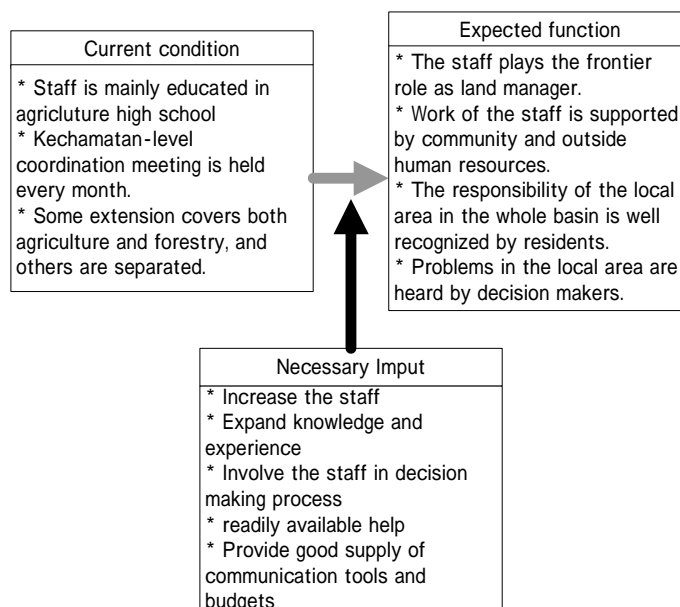 Current condition
* Staff is mainly educated in
agricluture high school
* Kechamatan-level
coordination meeting is held
every month.
* Some extension covers both
agriculture and forestry, and
others are separated.
Expected function
* The staff plays the frontier
role as land manager.
* Work of the staff is supported
by community and outside
human resources.
* The responsibility of the local
area in the whole basin is well
recognized by residents.
* Problems in the local area are
heard by decision makers.
Necessary Imput
* Increase the staff
* Expand knowledge and
experience
* Involve the staff in decision
making process
* readily available help
* Provide good supply of
communication tools and
budgets